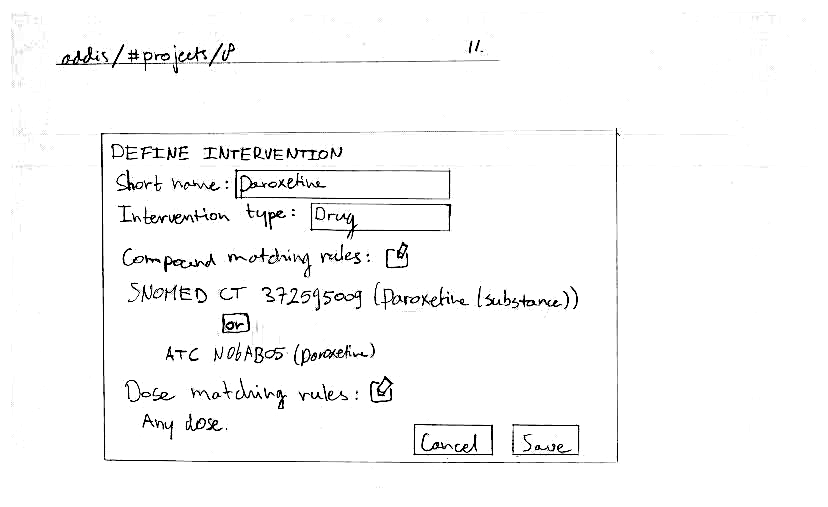 addis/#projects/P 11.
DEFINE INTERVENTION
Short name: Paroxetine
Intervention type: Drug
Compound matching rules:
SNOMED CT 372595009 (Paroxetine (substance))
or
ATC N06AB05 (Paroxetine)
Dose matching rules:
Any dose.
Cancel Save